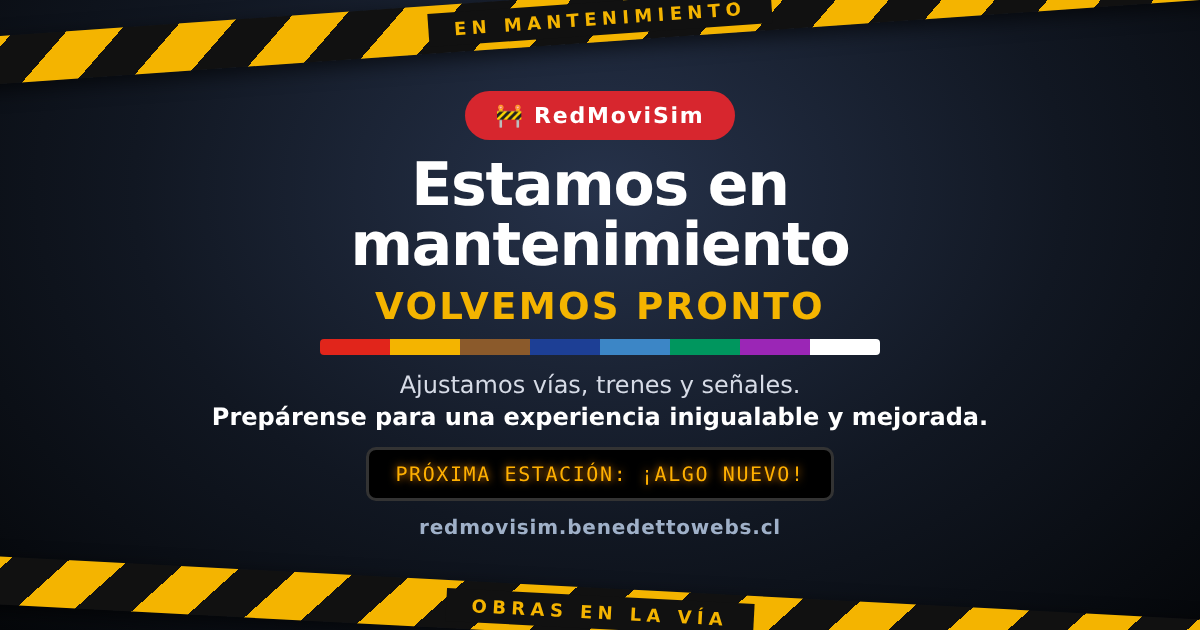 EN MANTENIMIENTO
🚧 RedMoviSim
Estamos en
mantenimiento
VOLVEMOS PRONTO
Ajustamos vías, trenes y señales.
Prepárense para una experiencia inigualable y mejorada.
PRÓXIMA ESTACIÓN: ¡ALGO NUEVO!
redmovisim.benedettowebs.cl
OBRAS EN LA VÍA